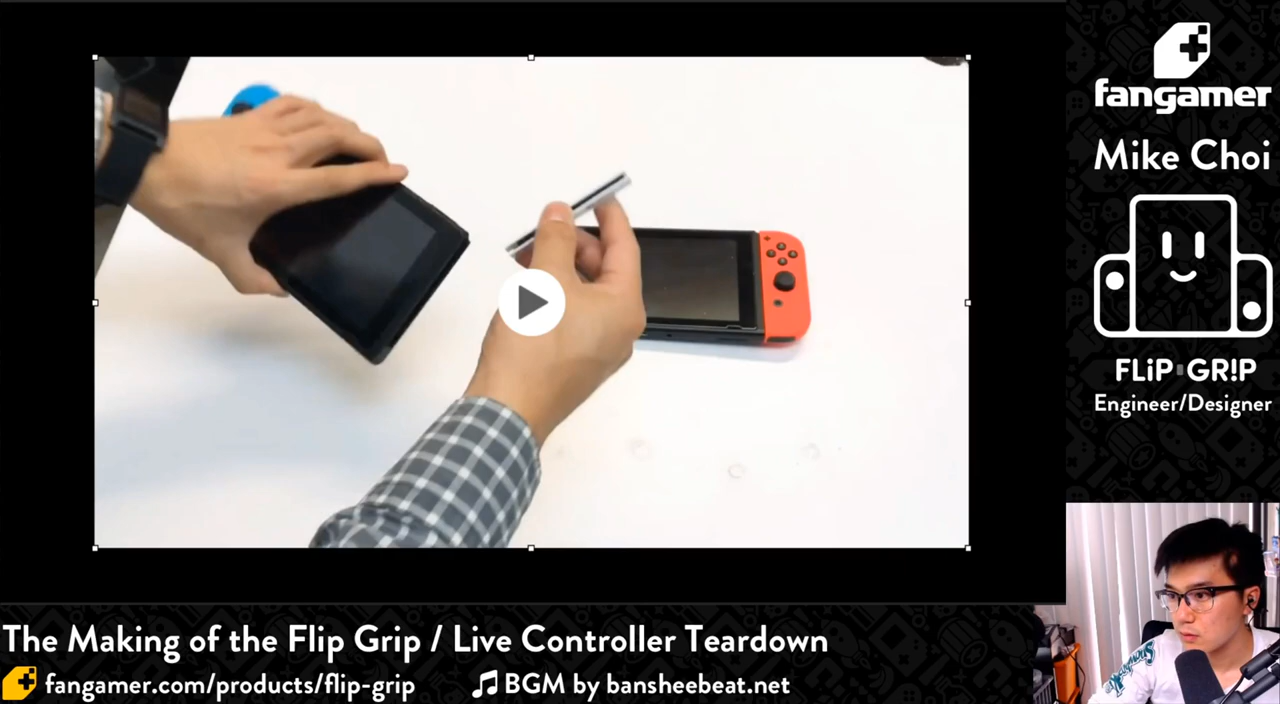 fangamer
Mike Choi
FLiP GR!P
Engineer/Designer
The Making of the Flip Grip / Live Controller Teardown
fangamer.com/products/flip-grip
BGM by bansheebeat.net